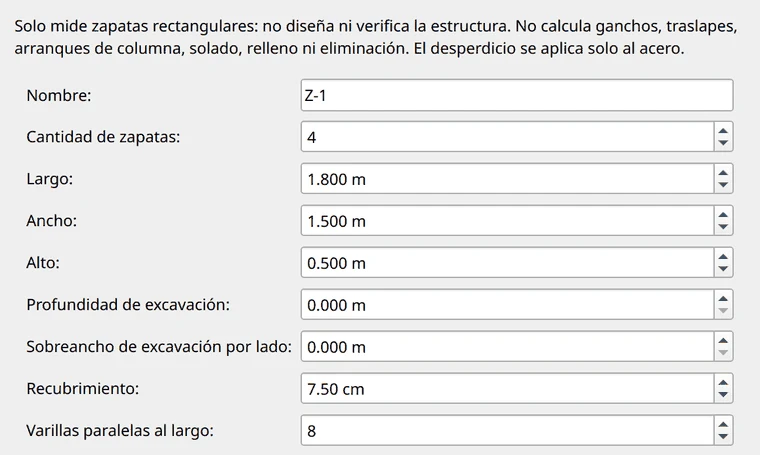 Solo mide zapatas rectangulares: no diseña ni verifica la estructura. No calcula ganchos, traslapes,
arranques de columna, solado, relleno ni eliminación. El desperdicio se aplica solo al acero.
Nombre: Z-1
Cantidad de zapatas: 4
Largo: 1.800 m
Ancho: 1.500 m
Alto: 0.500 m
Profundidad de excavación: 0.000 m
Sobreancho de excavación por lado: 0.000 m
Recubrimiento: 7.50 cm
Varillas paralelas al largo: 8